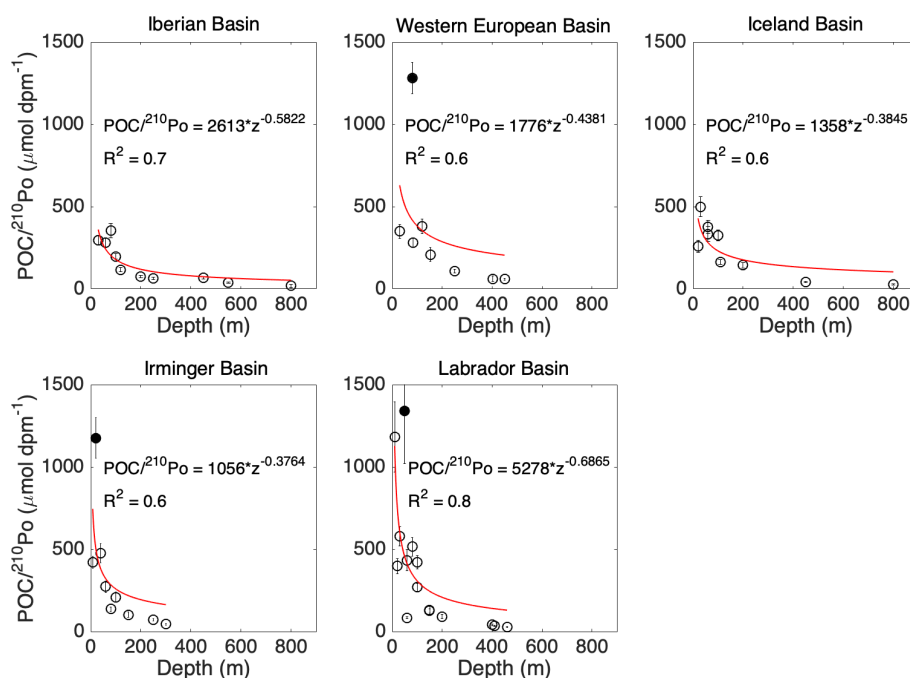 Iberian Basin
1500
1000
500
0
0 200 400 600 800
POC/²¹⁰Po (μmol dpm⁻¹)
Depth (m)
POC/²¹⁰Po = 2613*z⁻⁰·⁵⁸²²
R² = 0.7
Western European Basin
1500
1000
500
0
0 200 400 600 800
Depth (m)
POC/²¹⁰Po = 1776*z⁻⁰·⁴³⁸¹
R² = 0.6
Iceland Basin
1500
1000
500
0
0 200 400 600 800
Depth (m)
POC/²¹⁰Po = 1358*z⁻⁰·³⁸⁴⁵
R² = 0.6
Irminger Basin
1500
1000
500
0
0 200 400 600 800
POC/²¹⁰Po (μmol dpm⁻¹)
Depth (m)
POC/²¹⁰Po = 1056*z⁻⁰·³⁷⁶⁴
R² = 0.6
Labrador Basin
1500
1000
500
0
0 200 400 600 800
Depth (m)
POC/²¹⁰Po = 5278*z⁻⁰·⁶⁸⁶⁵
R² = 0.8